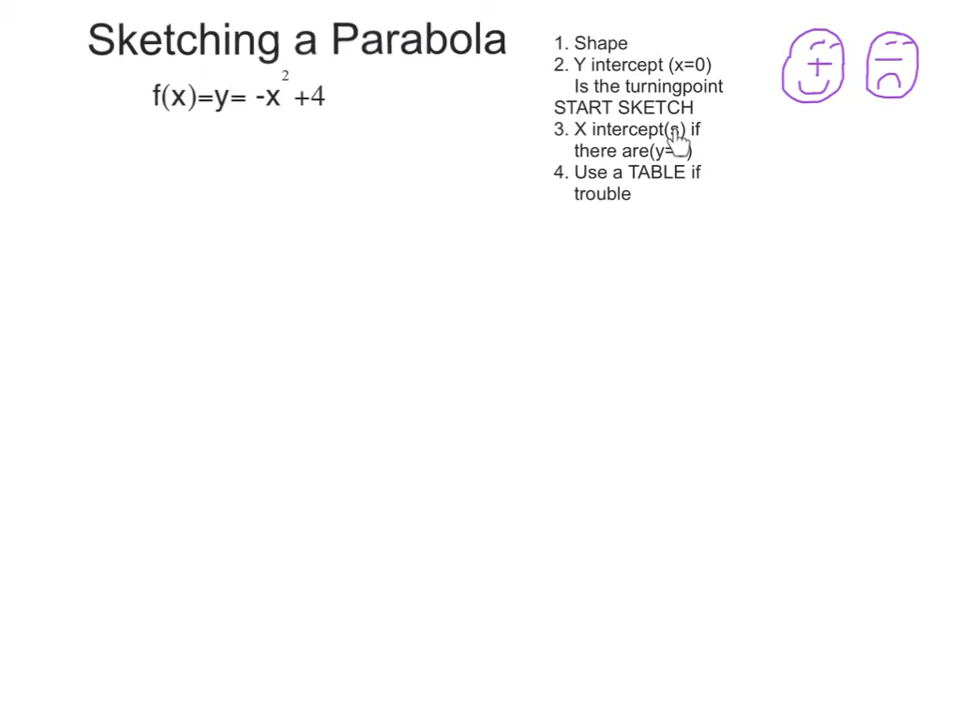 Sketching a Parabola
f(x)=y= -x² +4
1. Shape
2. Y intercept (x=0)
Is the turningpoint
START SKETCH
3. X intercept(s) if
there are(y=
4. Use a TABLE if
trouble
+
−